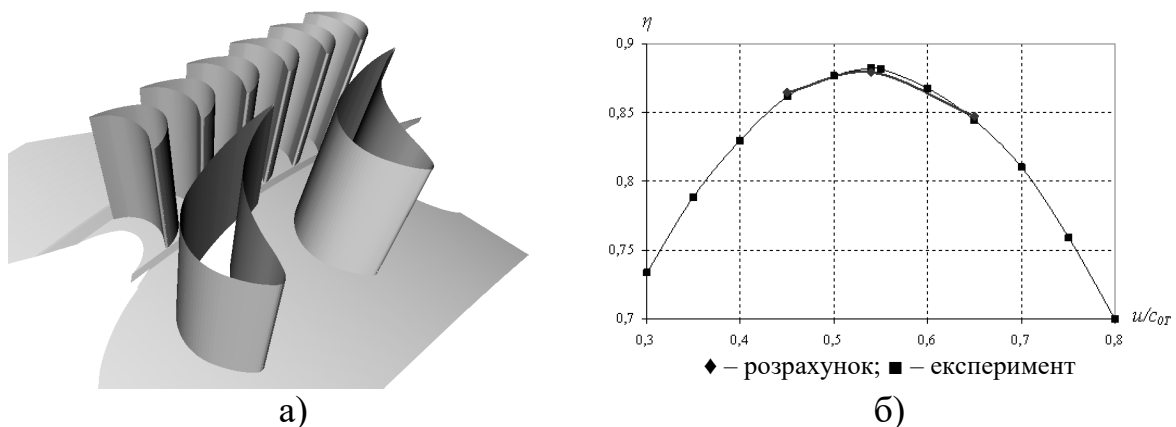 η
0,9
0,85
0,8
0,75
0,7
u/c₀т
0,3 0,4 0,5 0,6 0,7 0,8
♦ – розрахунок; ■ – експеримент
а) б)